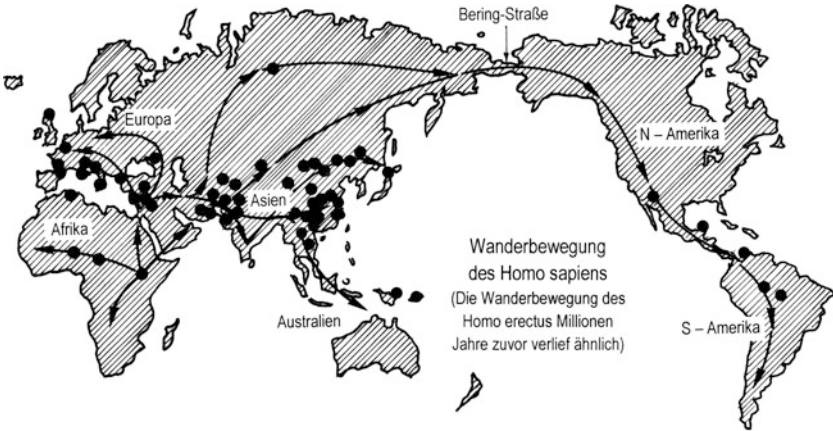 Bering-Straße
Europa
N – Amerika
Asien
Afrika
Wanderbewegung
des Homo sapiens
(Die Wanderbewegung des
Homo erectus Millionen
Jahre zuvor verlief ähnlich)
Australien
S – Amerika